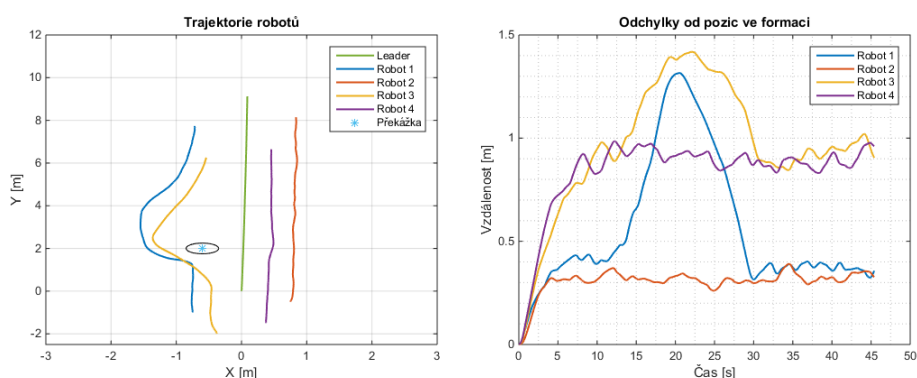 Trajektorie robotů
12
10
8
6
4
2
0
-2
Y [m]
-3
-2
-1
0
1
2
3
X [m]
Leader
Robot 1
Robot 2
Robot 3
Robot 4
Překážka
Odchylky od pozic ve formaci
1.5
1
0.5
0
Vzdálenost [m]
0
5
10
15
20
25
30
35
40
45
50
Čas [s]
Robot 1
Robot 2
Robot 3
Robot 4